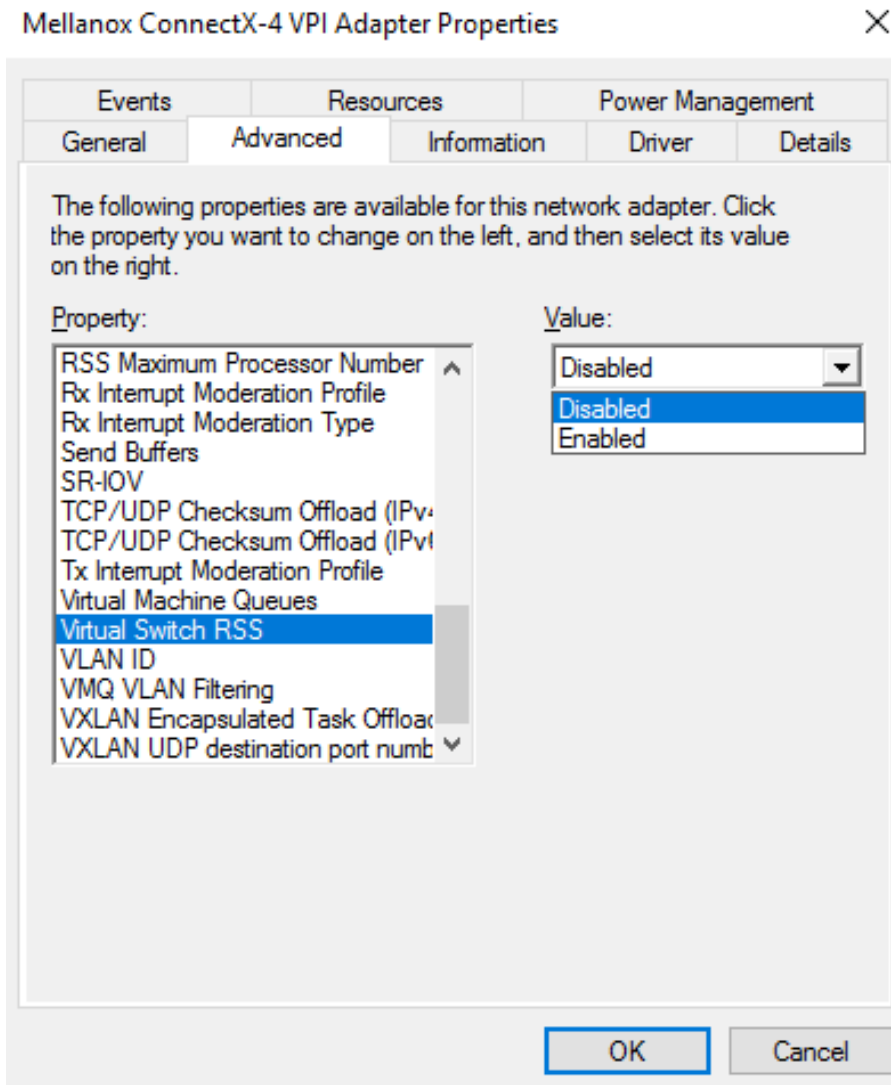 Mellanox ConnectX-4 VPI Adapter Properties
Events
Resources
Power Management
General
Advanced
Information
Driver
Details
The following properties are available for this network adapter. Click
the property you want to change on the left, and then select its value
on the right.
Property:
Value:
RSS Maximum Processor Number
Rx Interrupt Moderation Profile
Rx Interrupt Moderation Type
Send Buffers
SR-IOV
TCP/UDP Checksum Offload (IPv4
TCP/UDP Checksum Offload (IPv6
Tx Interrupt Moderation Profile
Virtual Machine Queues
Virtual Switch RSS
VLAN ID
VMQ VLAN Filtering
VXLAN Encapsulated Task Offload
VXLAN UDP destination port numb
Disabled
Disabled
Enabled
OK
Cancel